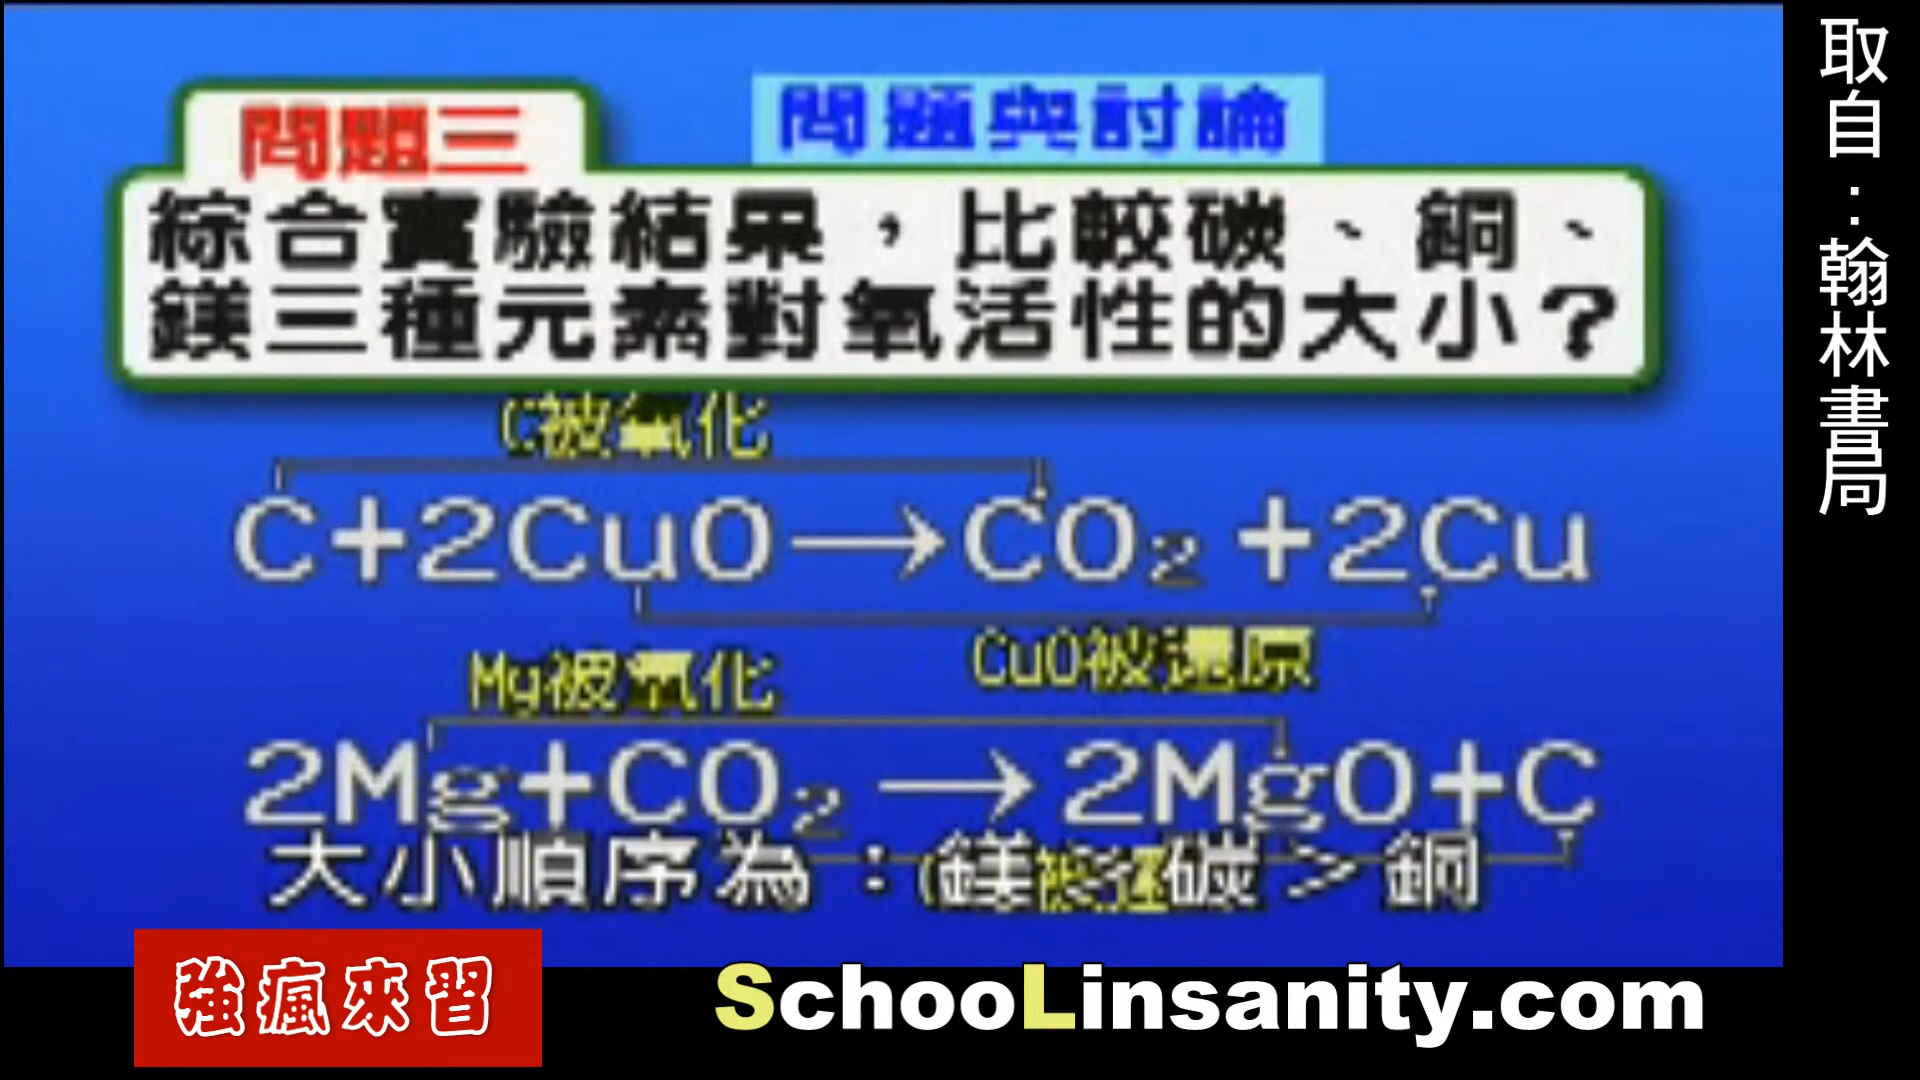 問題三
問題與討論
綜合實驗結果，比較碳、銅、
鎂三種元素對氧活性的大小？
C被氧化
C+2CuO→CO₂+2Cu
CuO被還原
Mg被氧化
2Mg+CO₂→2MgO+C
大小順序為：鎂>碳>銅
強瘋來習
SchooLinsanity.com
取自：翰林書局